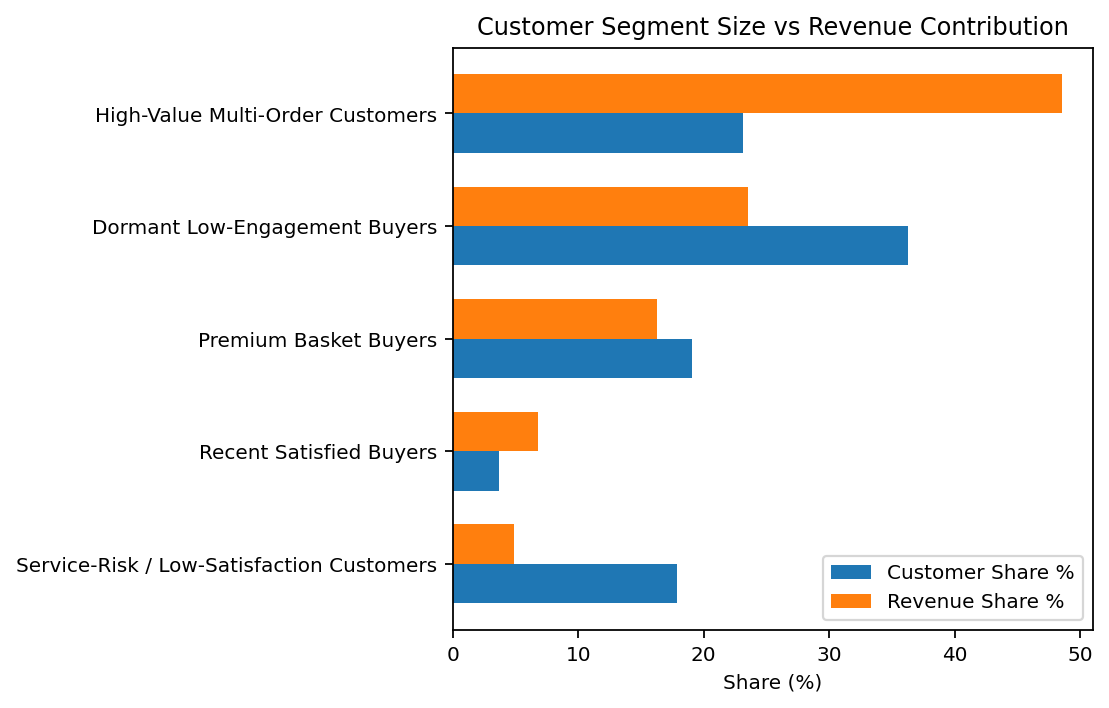 Customer Segment Size vs Revenue Contribution
High-Value Multi-Order Customers
Dormant Low-Engagement Buyers
Premium Basket Buyers
Recent Satisfied Buyers
Service-Risk / Low-Satisfaction Customers
Customer Share %
Revenue Share %
0 10 20 30 40 50
Share (%)